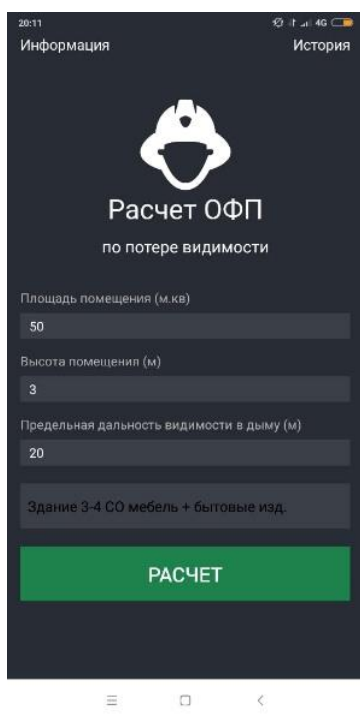 20:11
4G
Информация
История
Расчет ОФП
по потере видимости
Площадь помещения (м.кв)
50
Высота помещения (м)
3
Предельная дальность видимости в дыму (м)
20
Здание 3-4 СО мебель + бытовые изд.
РАСЧЕТ